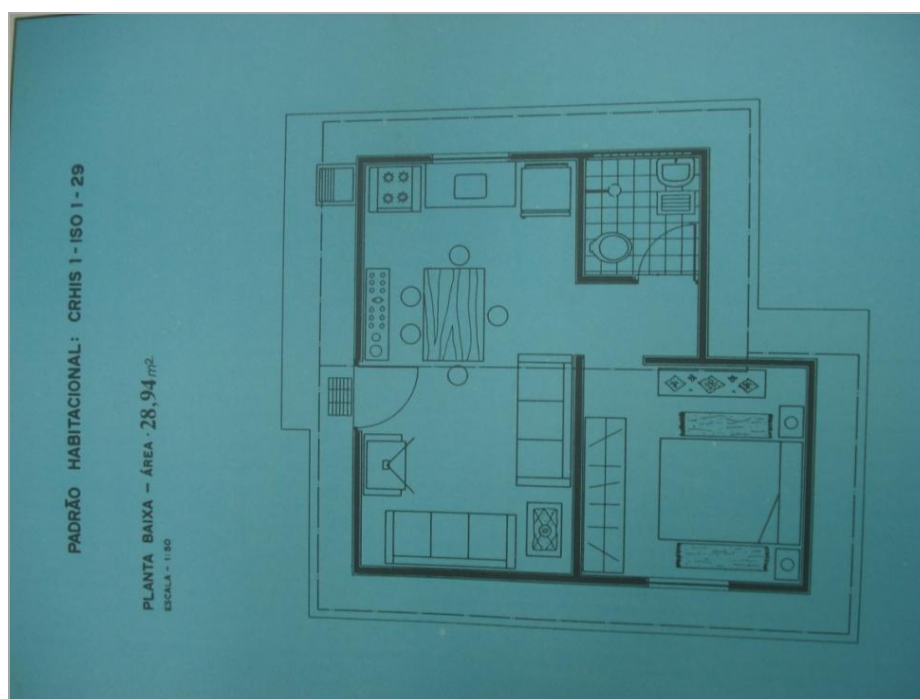 PADRÃO HABITACIONAL: CRHIS 1 - ISO 1 - 29
PLANTA BAIXA — ÁREA - 28,94 m2
ESCALA - 1:50